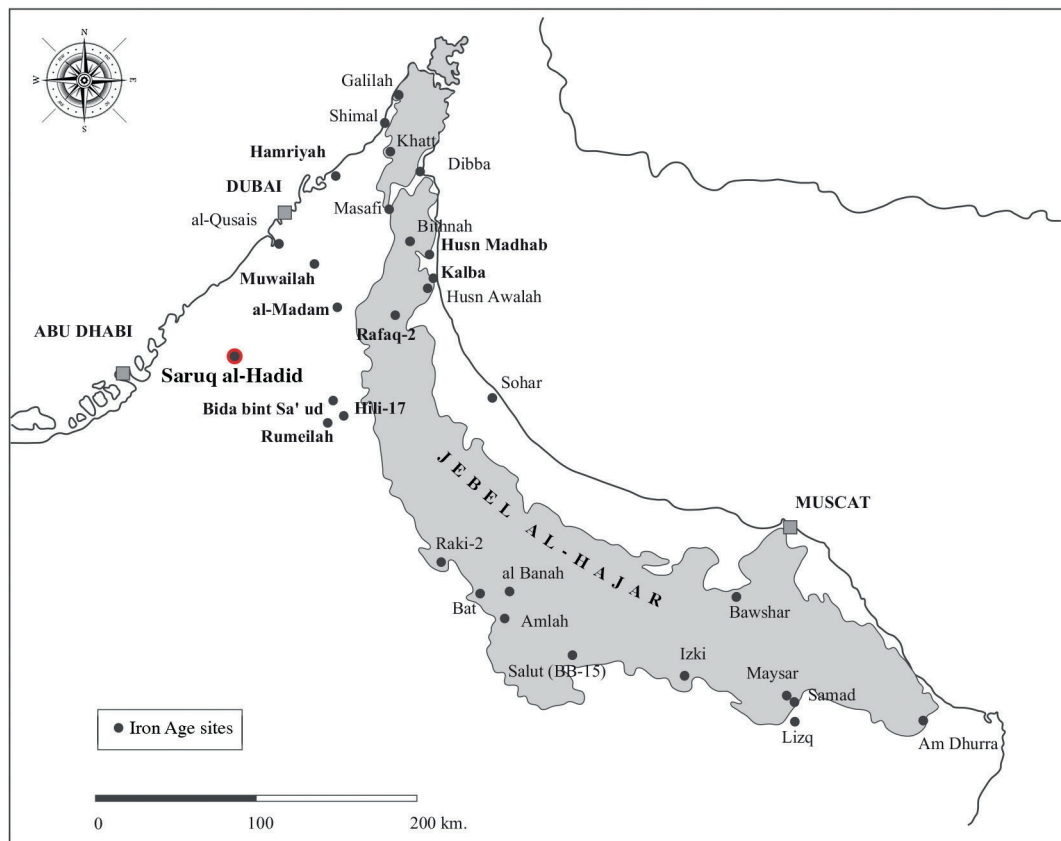 N
E
S
W
Galilah
Shimal
Khatt
Hamriyah
Dibba
DUBAI
Masafi
al-Qusais
Bithnah
Husn Madhab
Muwailah
Kalba
Husn Awalah
al-Madam
ABU DHABI
Rafaq-2
Saruq al-Hadid
Sohar
Bida bint Sa' ud
Hili-17
Rumeilah
JEBEL AL-HAJAR
MUSCAT
Raki-2
al Banah
Bat
Bawshar
Amlah
Salut (BB-15)
Izki
Maysar
Samad
Lizq
Am Dhurra
Iron Age sites
0 100 200 km.